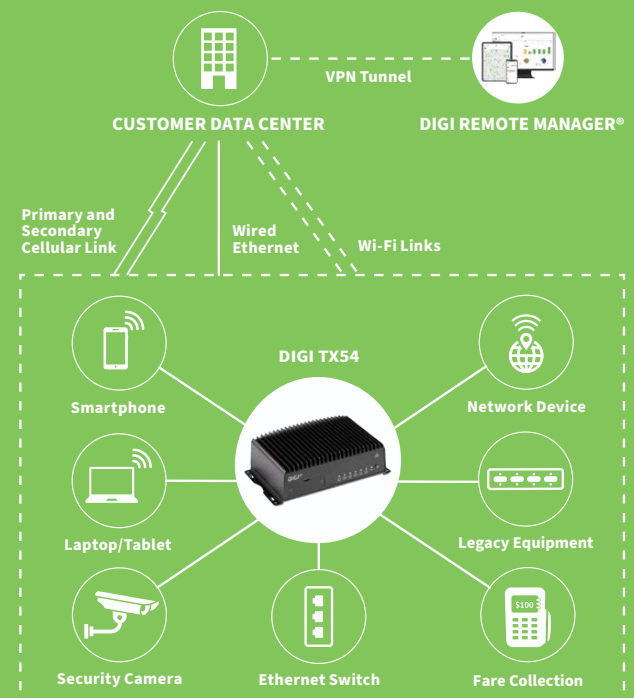 VPN Tunnel
CUSTOMER DATA CENTER
DIGI REMOTE MANAGER®
Primary and
Secondary
Cellular Link
Wired
Ethernet
Wi-Fi Links
DIGI TX54
Smartphone
Network Device
DIGI
Laptop/Tablet
Legacy Equipment
$100
Security Camera
Ethernet Switch
Fare Collection